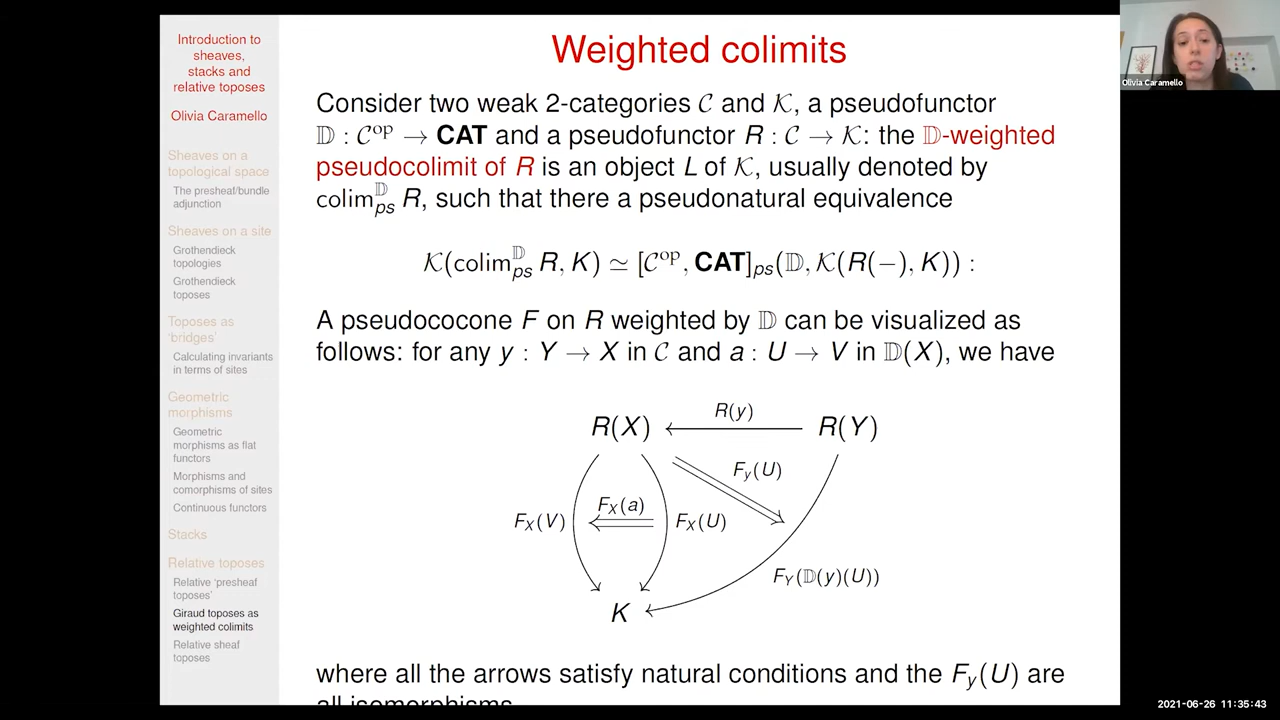 Introduction to
sheaves,
stacks and
relative toposes
Olivia Caramello
Sheaves on a
topological space
The presheaf/bundle
adjunction
Sheaves on a site
Grothendieck
topologies
Grothendieck
toposes
Toposes as
‘bridges’
Calculating invariants
in terms of sites
Geometric
morphisms
Geometric
morphisms as flat
functors
Morphisms and
comorphisms of sites
Continuous functors
Stacks
Relative toposes
Relative ‘presheaf
toposes’
Giraud toposes as
weighted colimits
Relative sheaf
toposes
Weighted colimits
Consider two weak 2-categories 𝒞 and 𝒦, a pseudofunctor
𝔻 : 𝒞^op → CAT and a pseudofunctor R : 𝒞 → 𝒦: the 𝔻-weighted
pseudocolimit of R is an object L of 𝒦, usually denoted by
colim^𝔻_ps R, such that there a pseudonatural equivalence
𝒦(colim^𝔻_ps R, K) ≃ [𝒞^op, CAT]_ps(𝔻, 𝒦(R(−), K)) :
A pseudococone F on R weighted by 𝔻 can be visualized as
follows: for any y : Y → X in 𝒞 and a : U → V in 𝔻(X), we have
R(y)
R(X) R(Y)
F_y(U)
F_X(a)
F_X(V) F_X(U)
F_Y(𝔻(y)(U))
K
where all the arrows satisfy natural conditions and the F_y(U) are
all isomorphisms
Olivia Caramello
2021-06-26 11:35:43